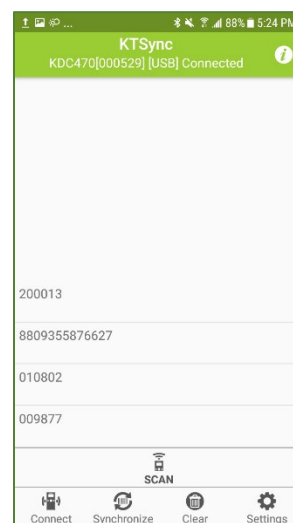 ... 88% 5:24 PM
KTSync
KDC470[000529] [USB] Connected
i
200013
8809355876627
010802
009877
SCAN
Connect Synchronize Clear Settings